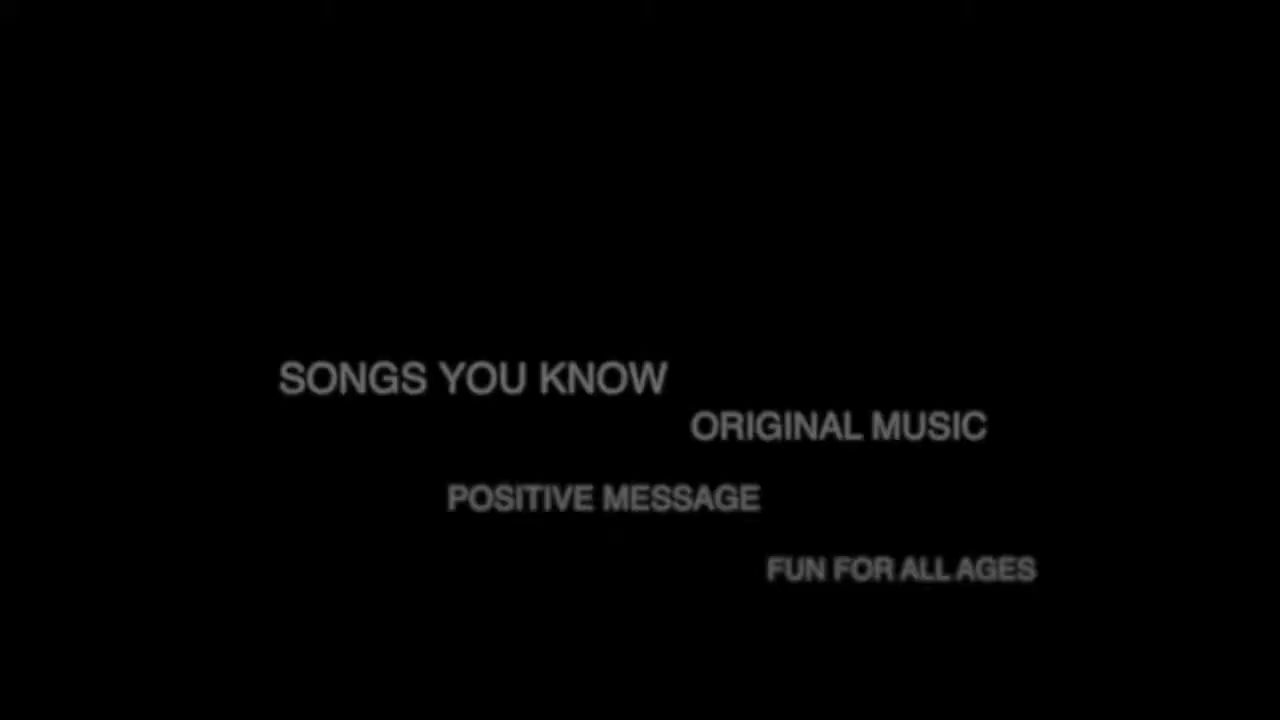 SONGS YOU KNOW
ORIGINAL MUSIC
POSITIVE MESSAGE
FUN FOR ALL AGES